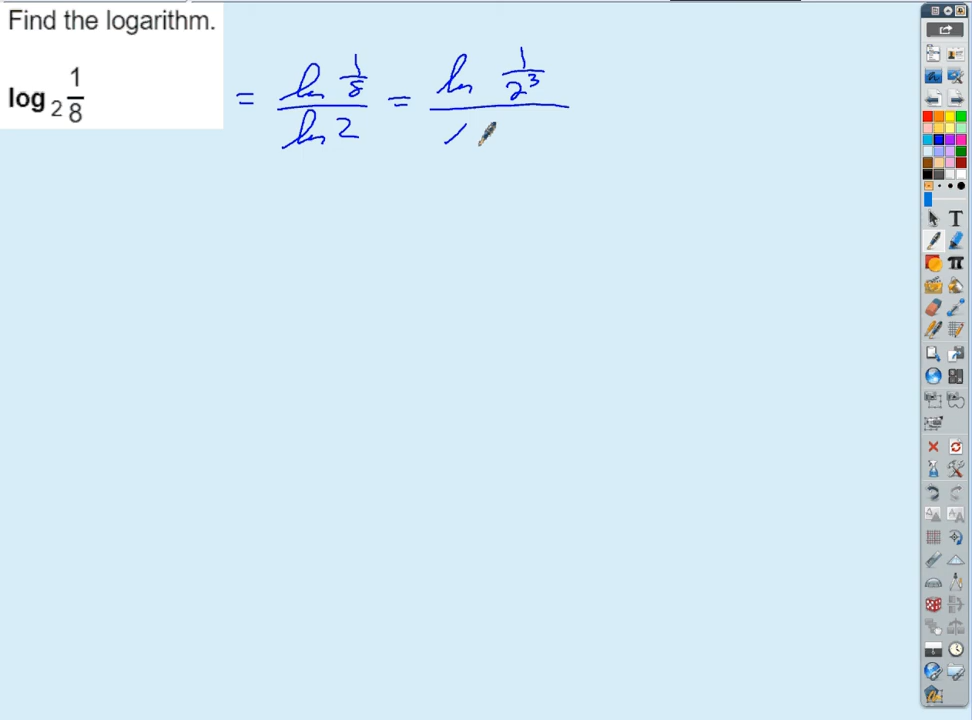 Find the logarithm.
log₂ 1/8 = ln 1/8 / ln 2 = ln 1/2³ /